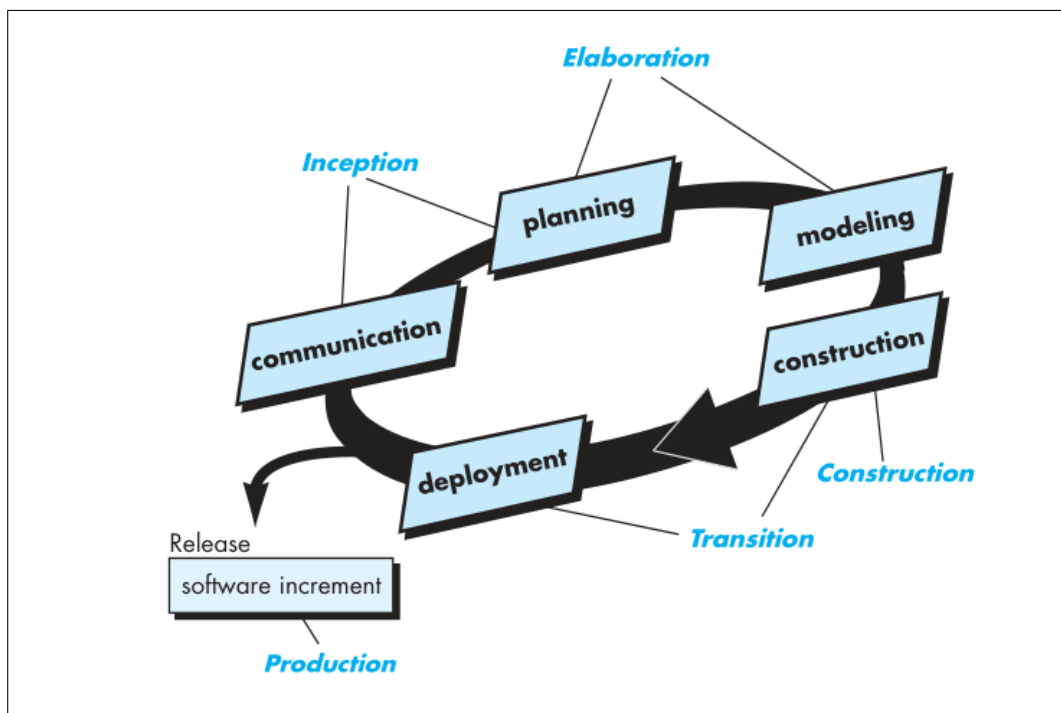 Elaboration
Inception
planning
modeling
communication
construction
deployment
Construction
Transition
Release
software increment
Production